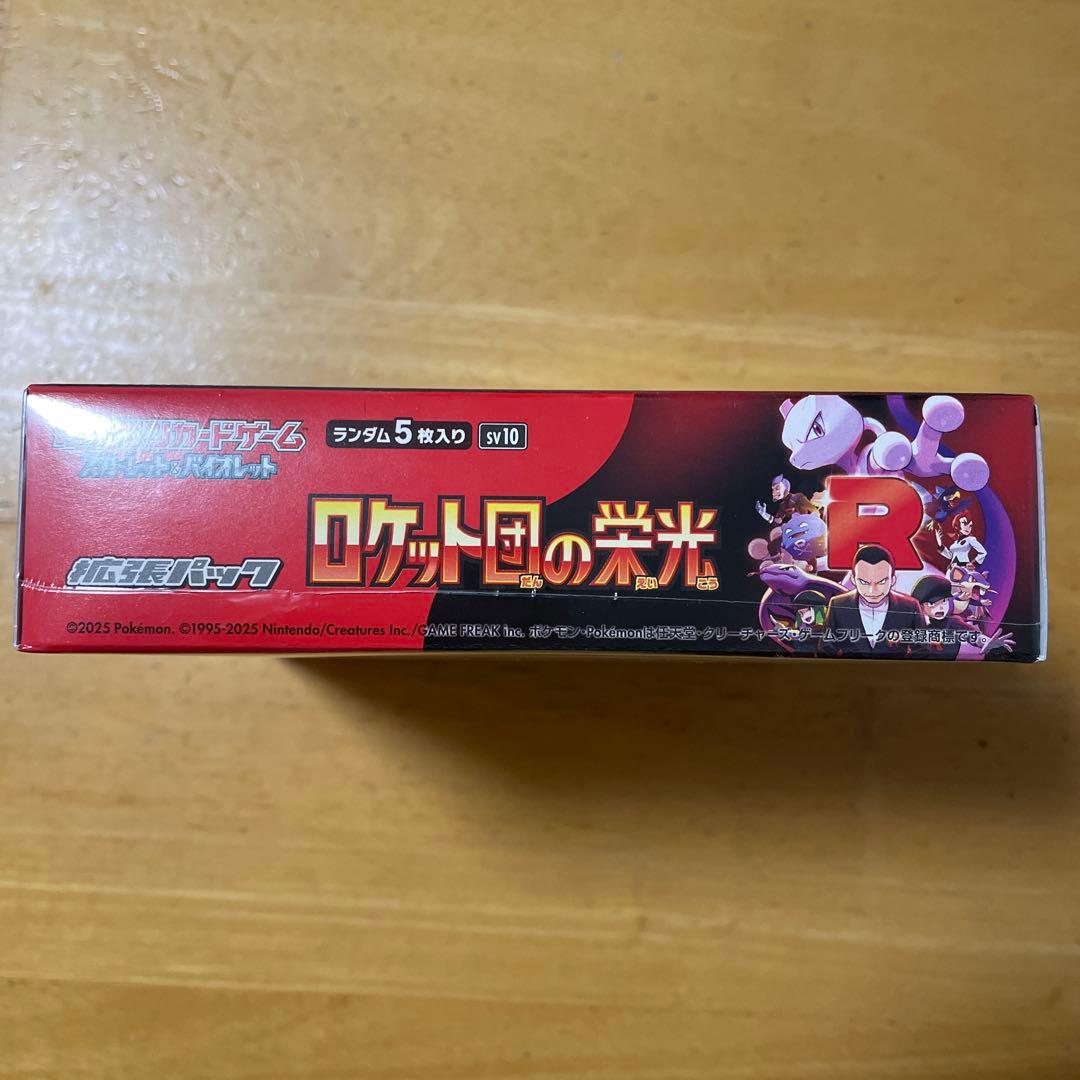 ポケモンカードゲーム
スカーレット&バイオレット
ランダム5枚入り SV10
拡張パック
ロケット団の栄光
だん えい こう
R
©2025 Pokémon. ©1995-2025 Nintendo/Creatures Inc./GAME FREAK inc. ポケモン・Pokémonは任天堂・クリーチャーズ・ゲームフリークの登録商標です。